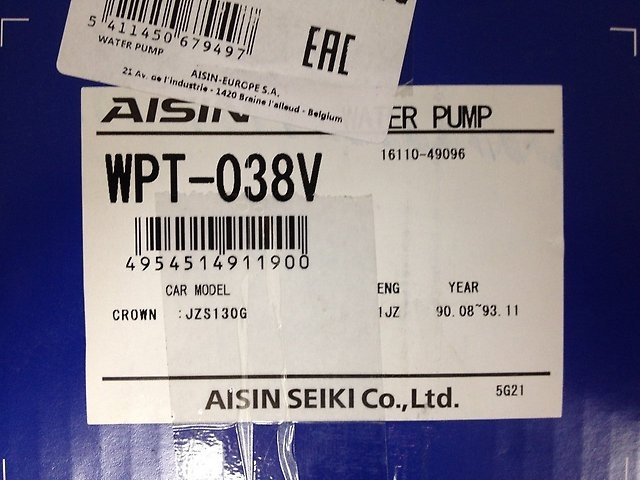 5 411450 679497
EAC
WATER PUMP
AISIN-EUROPE S.A.
21 Av. de l'Industrie - 1420 Braine l'alleud - Belgium
AISIN WATER PUMP
16110-49096
WPT-038V
4954514911900
CAR MODEL ENG YEAR
CROWN :JZS130G 1JZ 90.08~93.11
AISIN SEIKI Co.,Ltd. 5G21